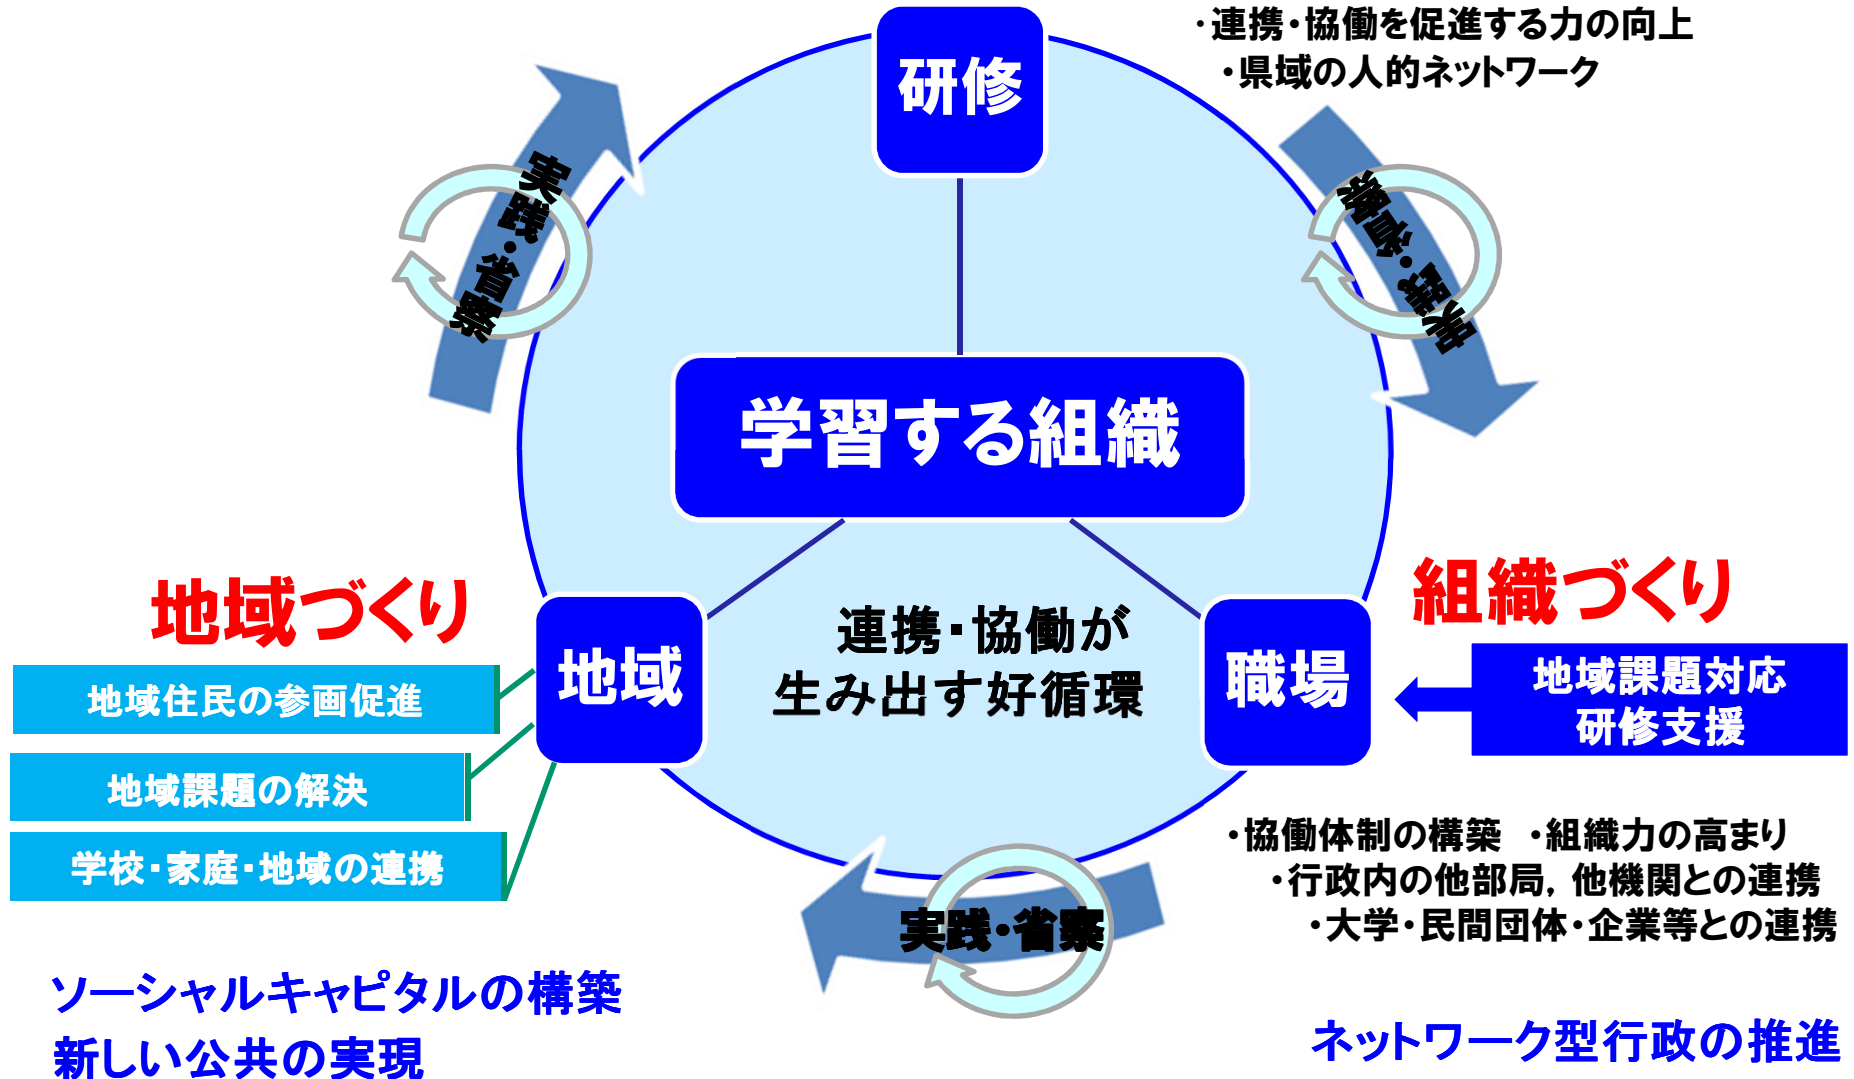 ・連携・協働を促進する力の向上
・県域の人的ネットワーク
研修
実践・省察
実践・省察
学習する組織
地域づくり
組織づくり
地域住民の参画促進
地域課題の解決
学校・家庭・地域の連携
地域
連携・協働が
生み出す好循環
職場
地域課題対応
研修支援
・協働体制の構築　・組織力の高まり
・行政内の他部局，他機関との連携
・大学・民間団体・企業等との連携
実践・省察
ソーシャルキャピタルの構築
新しい公共の実現
ネットワーク型行政の推進